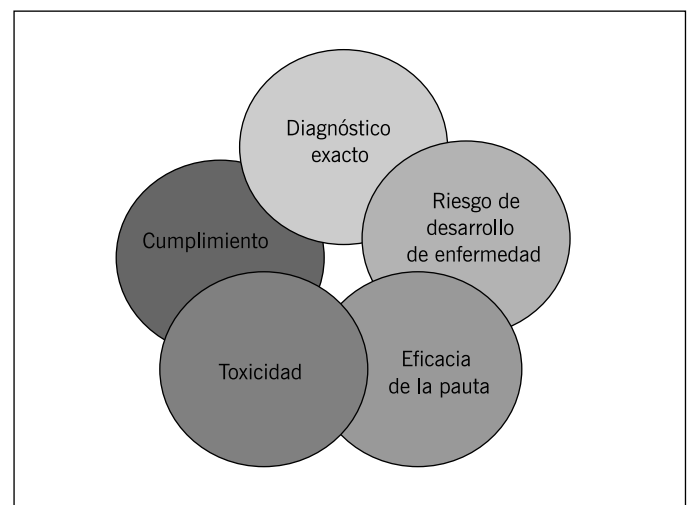 Diagnóstico
exacto
Riesgo de
desarrollo
de enfermedad
Cumplimiento
Eficacia
de la pauta
Toxicidad